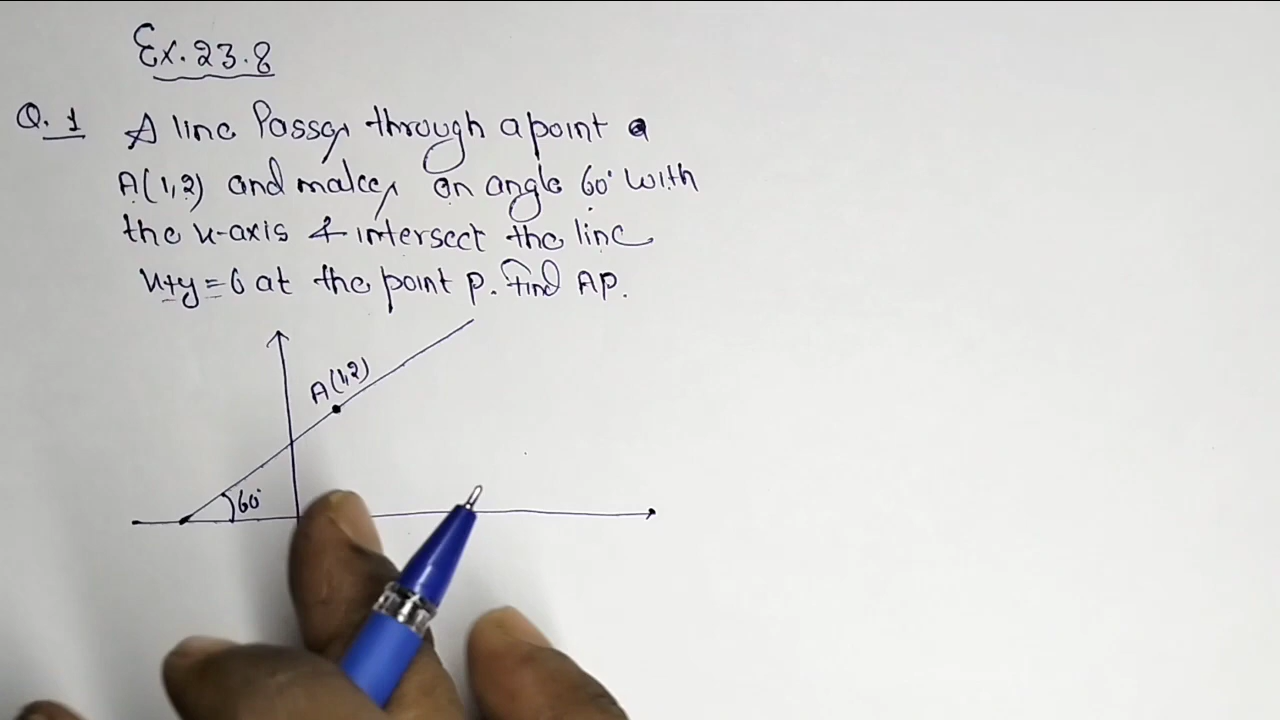 Ex. 23.8
Q. 1 A line Passes through a point
A(1,2) and makes an angle 60° with
the x-axis & intersect the line
x+y=6 at the point P. find AP.
A(1,2)
60°